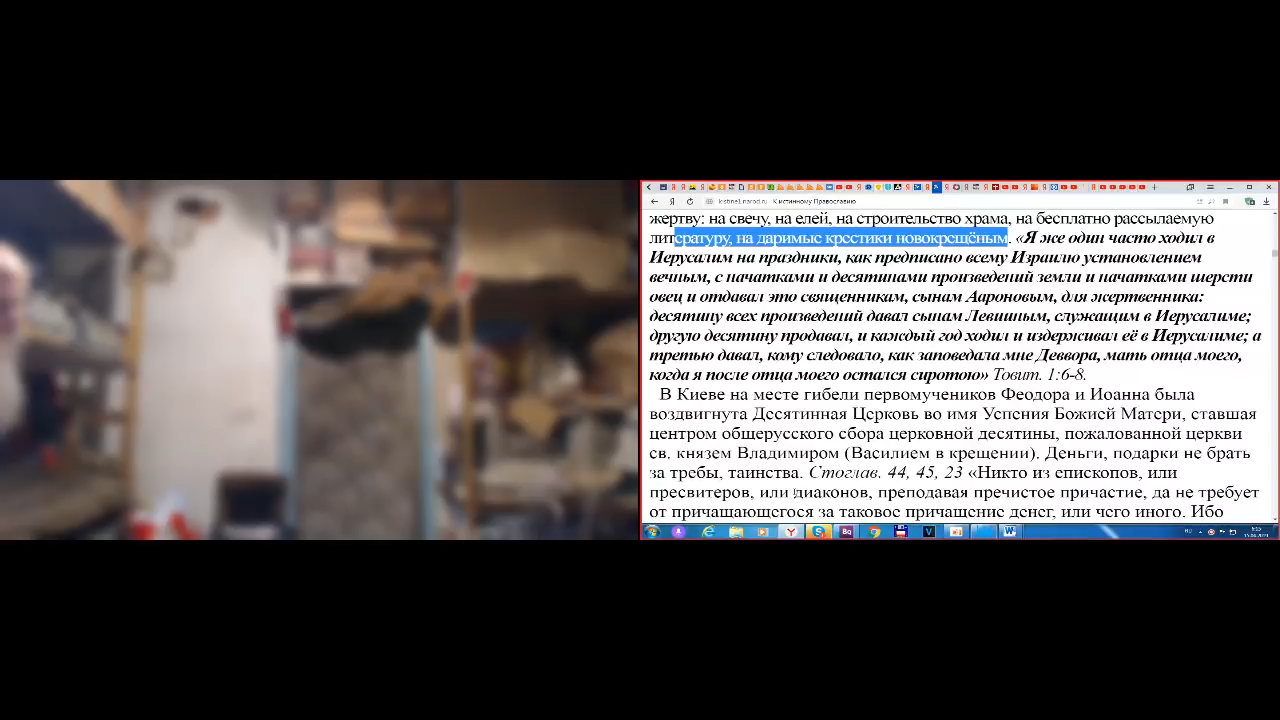 k-istine1.narod.ru К истинному Православию
жертву: на свечу, на елей, на строительство храма, на бесплатно рассылаемую
литературу, на даримые крестики новокрещёным. «Я же один часто ходил в
Иерусалим на праздники, как предписано всему Израилю установлением
вечным, с начатками и десятинами произведений земли и начатками шерсти
овец и отдавал это священникам, сынам Аароновым, для жертвенника:
десятину всех произведений давал сынам Левииным, служащим в Иерусалиме;
другую десятину продавал, и каждый год ходил и издерживал её в Иерусалиме; а
третью давал, кому следовало, как заповедала мне Деввора, мать отца моего,
когда я после отца моего остался сиротою» Товит. 1:6-8.
В Киеве на месте гибели первомучеников Феодора и Иоанна была
воздвигнута Десятинная Церковь во имя Успения Божией Матери, ставшая
центром общерусского сбора церковной десятины, пожалованной церкви
св. князем Владимиром (Василием в крещении). Деньги, подарки не брать
за требы, таинства. Стоглав. 44, 45, 23 «Никто из епископов, или
пресвитеров, или диаконов, преподавая пречистое причастие, да не требует
от причащающегося за таковое причащение денег, или чего иного. Ибо